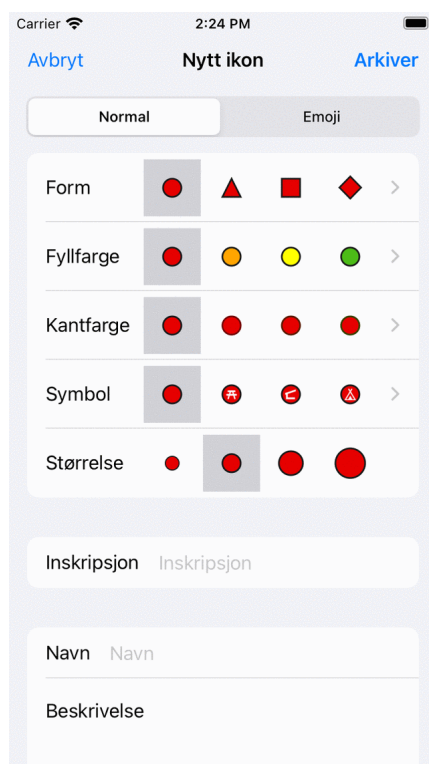 Carrier 2:24 PM
Avbryt Nytt ikon Arkiver
Normal Emoji
Form
Fyllfarge
Kantfarge
Symbol
Størrelse
Inskripsjon Inskripsjon
Navn Navn
Beskrivelse